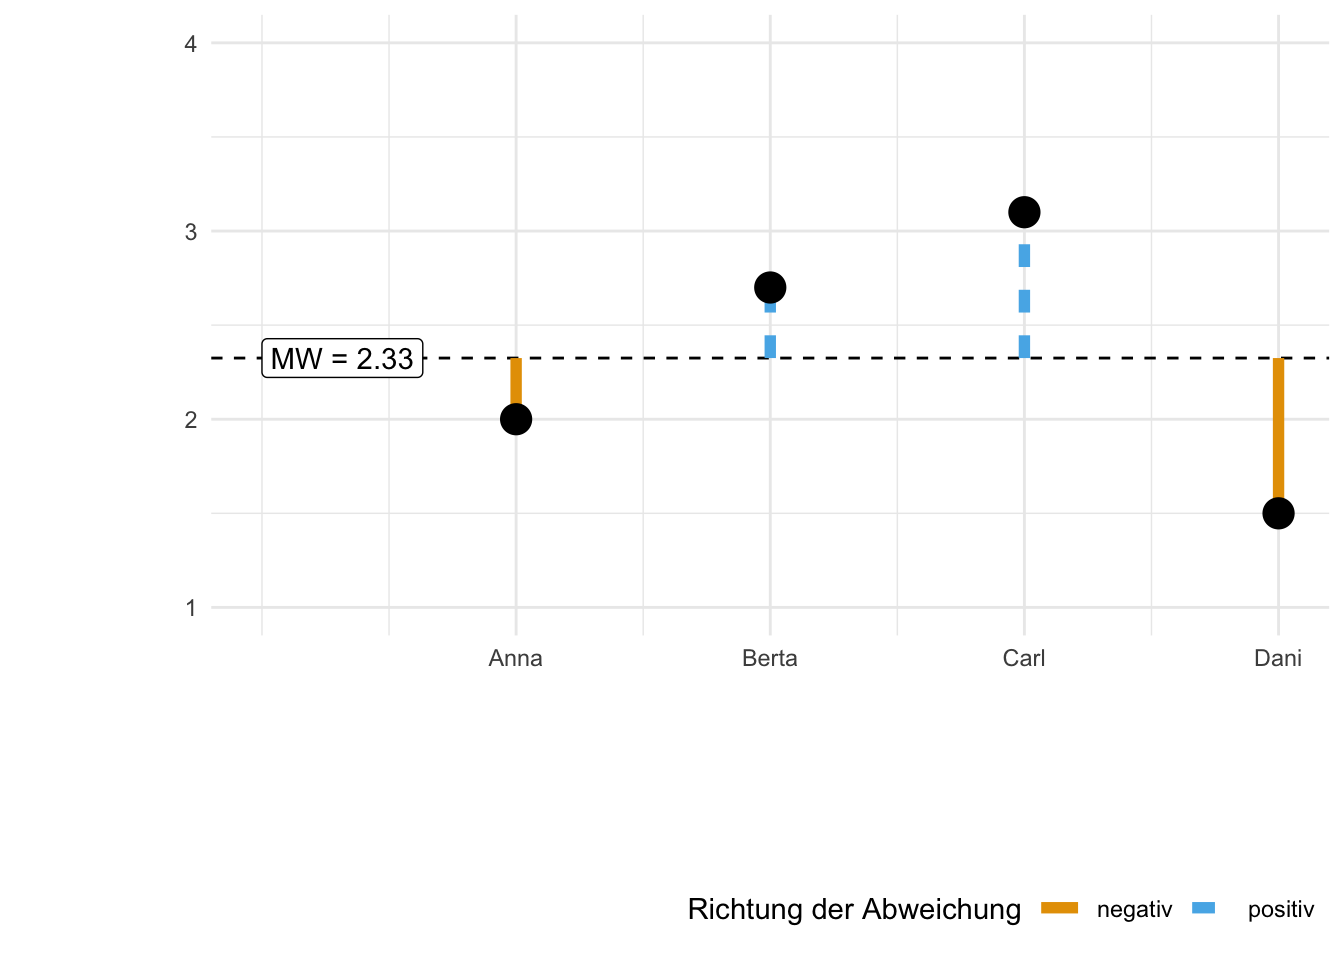 4
3
MW = 2.33
2
1
Anna Berta Carl Dani
Richtung der Abweichung negativ positiv